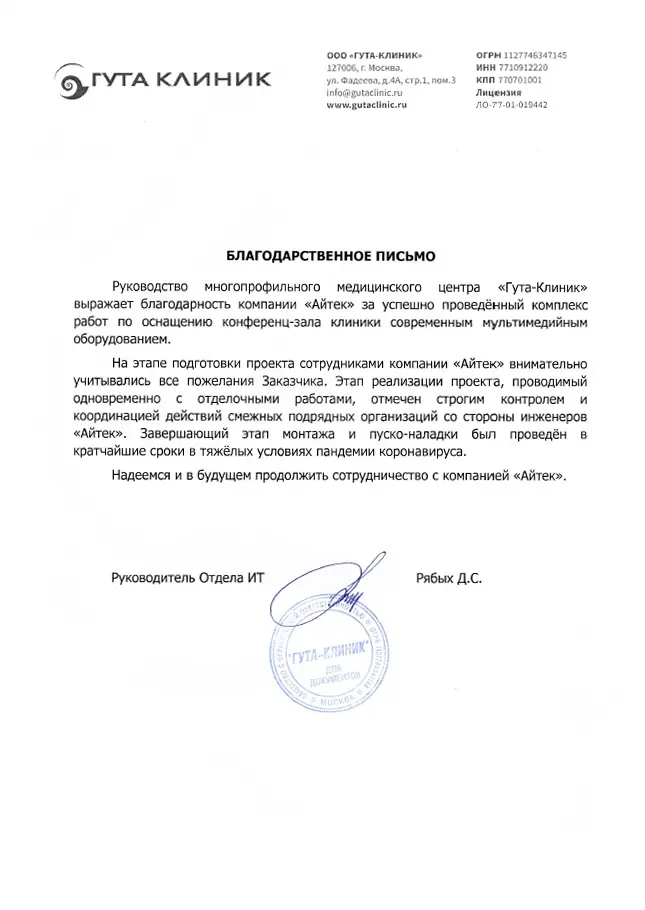 ГУТА КЛИНИК
ООО «ГУТА-КЛИНИК»
127006, г. Москва,
ул. Фадеева, д.4А, стр.1, пом.3
info@gutaclinic.ru
www.gutaclinic.ru
ОГРН 1127746347145
ИНН 7710912220
КПП 770701001
Лицензия
ЛО-77-01-019442
БЛАГОДАРСТВЕННОЕ ПИСЬМО
Руководство многопрофильного медицинского центра «Гута-Клиник»
выражает благодарность компании «Айтек» за успешно проведённый комплекс
работ по оснащению конференц-зала клиники современным мультимедийным
оборудованием.
На этапе подготовки проекта сотрудниками компании «Айтек» внимательно
учитывались все пожелания Заказчика. Этап реализации проекта, проводимый
одновременно с отделочными работами, отмечен строгим контролем и
координацией действий смежных подрядных организаций со стороны инженеров
«Айтек». Завершающий этап монтажа и пуско-наладки был проведён в
кратчайшие сроки в тяжёлых условиях пандемии коронавируса.
Надеемся и в будущем продолжить сотрудничество с компанией «Айтек».
Руководитель Отдела ИТ
Рябых Д.С.
"ГУТА-КЛИНИК"
ДЛЯ
ДОКУМЕНТОВ
МОСКВА